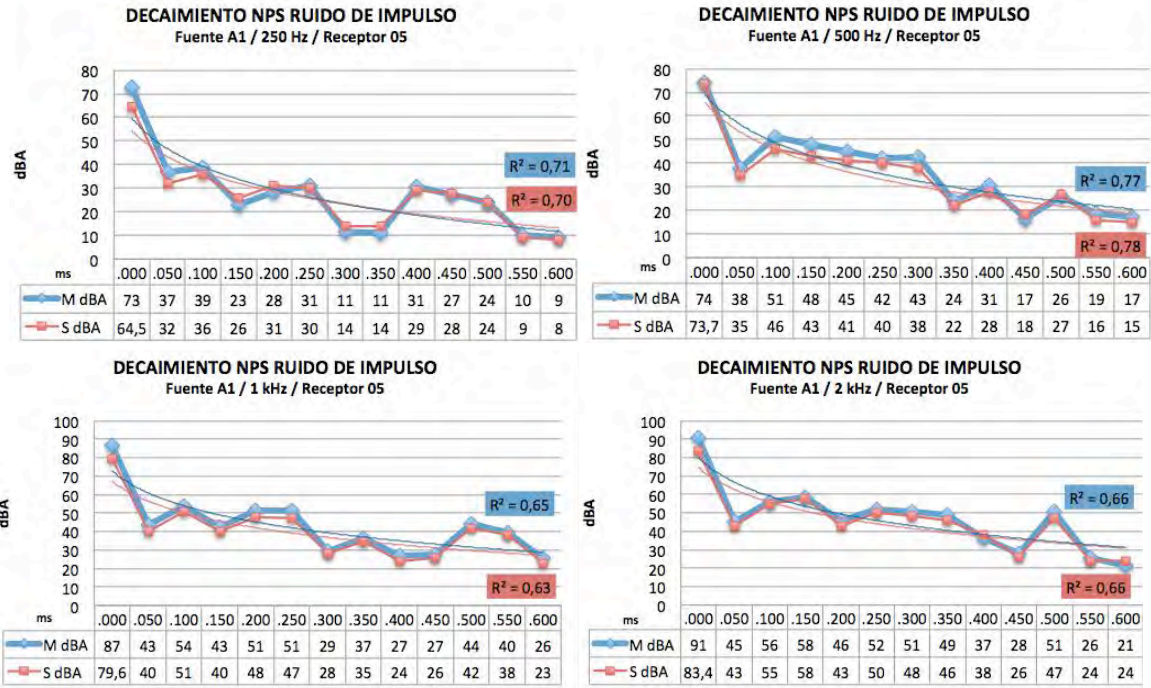 DECAIMIENTO NPS RUIDO DE IMPULSO
Fuente A1 / 250 Hz / Receptor 05
80
70
60
50
40
30
20
10
0
dBA
R² = 0,71
R² = 0,70
ms .000 .050 .100 .150 .200 .250 .300 .350 .400 .450 .500 .550 .600
M dBA 73 37 39 23 28 31 11 11 31 27 24 10 9
S dBA 64,5 32 36 26 31 30 14 14 29 28 24 9 8
DECAIMIENTO NPS RUIDO DE IMPULSO
Fuente A1 / 500 Hz / Receptor 05
80
70
60
50
40
30
20
10
0
dBA
R² = 0,77
R² = 0,78
ms .000 .050 .100 .150 .200 .250 .300 .350 .400 .450 .500 .550 .600
M dBA 74 38 51 48 45 42 43 24 31 17 26 19 17
S dBA 73,7 35 46 43 41 40 38 22 28 18 27 16 15
DECAIMIENTO NPS RUIDO DE IMPULSO
Fuente A1 / 1 kHz / Receptor 05
100
90
80
70
60
50
40
30
20
10
0
dBA
R² = 0,65
R² = 0,63
ms .000 .050 .100 .150 .200 .250 .300 .350 .400 .450 .500 .550 .600
M dBA 87 43 54 43 51 51 29 37 27 27 44 40 26
S dBA 79,6 40 51 40 48 47 28 35 24 26 42 38 23
DECAIMIENTO NPS RUIDO DE IMPULSO
Fuente A1 / 2 kHz / Receptor 05
100
90
80
70
60
50
40
30
20
10
0
dBA
R² = 0,66
R² = 0,66
ms .000 .050 .100 .150 .200 .250 .300 .350 .400 .450 .500 .550 .600
M dBA 91 45 56 58 46 52 51 49 37 28 51 26 21
S dBA 83,4 43 55 58 43 50 48 46 38 26 47 24 24